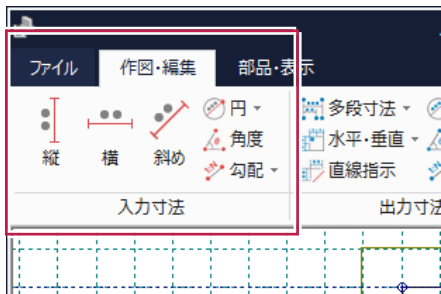 ファイル 作図・編集 部品・表示
円 多段寸法
角度 水平・垂直
縦 横 斜め 勾配 直線指示
入力寸法 出力寸法